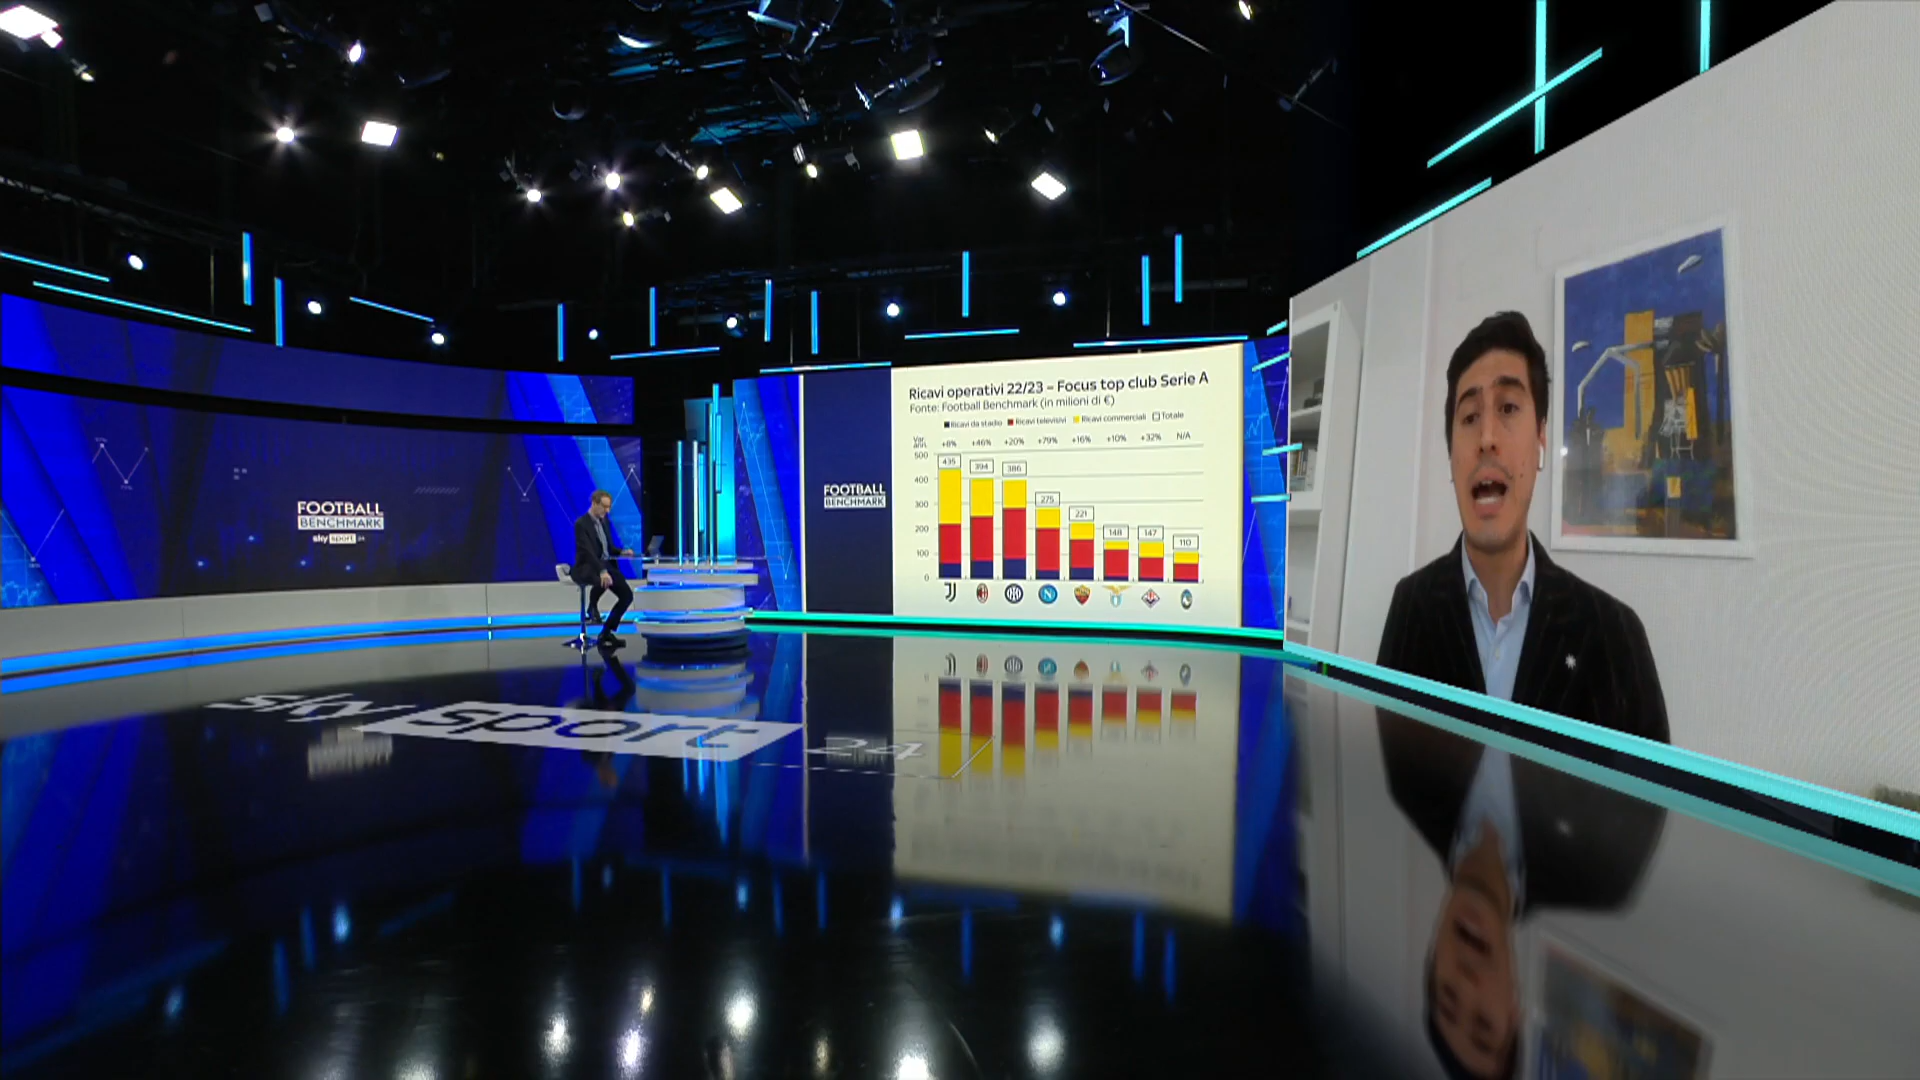 FOOTBALL
BENCHMARK
sky sport 24
FOOTBALL
BENCHMARK
Ricavi operativi 22/23 – Focus top club Serie A
Fonte: Football Benchmark (in milioni di €)
Ricavi da stadio Ricavi televisivi Ricavi commerciali Totale
Var. ann. +8% +46% +20% +79% +16% +10% +32% N/A
500
400
300
200
100
0
435 394 386 275 221 148 147 110
sky sport 24